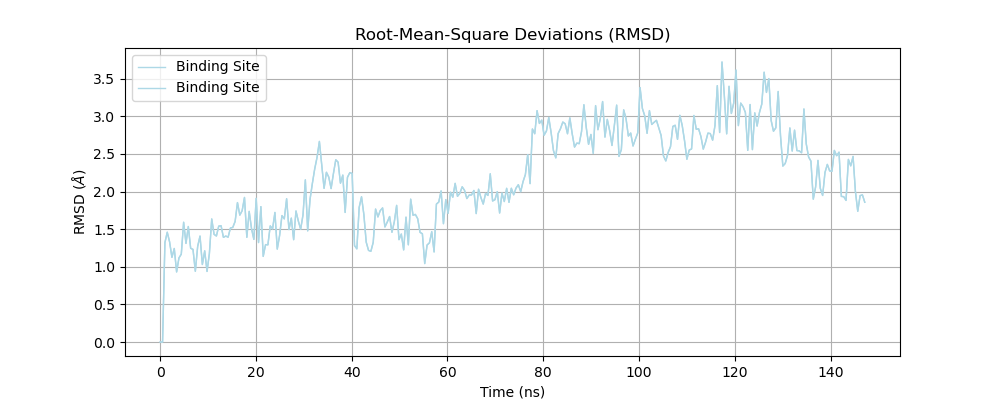 Root-Mean-Square Deviations (RMSD)
Binding Site
Binding Site
3.5
3.0
2.5
2.0
1.5
1.0
0.5
0.0
RMSD (Å)
0 20 40 60 80 100 120 140
Time (ns)